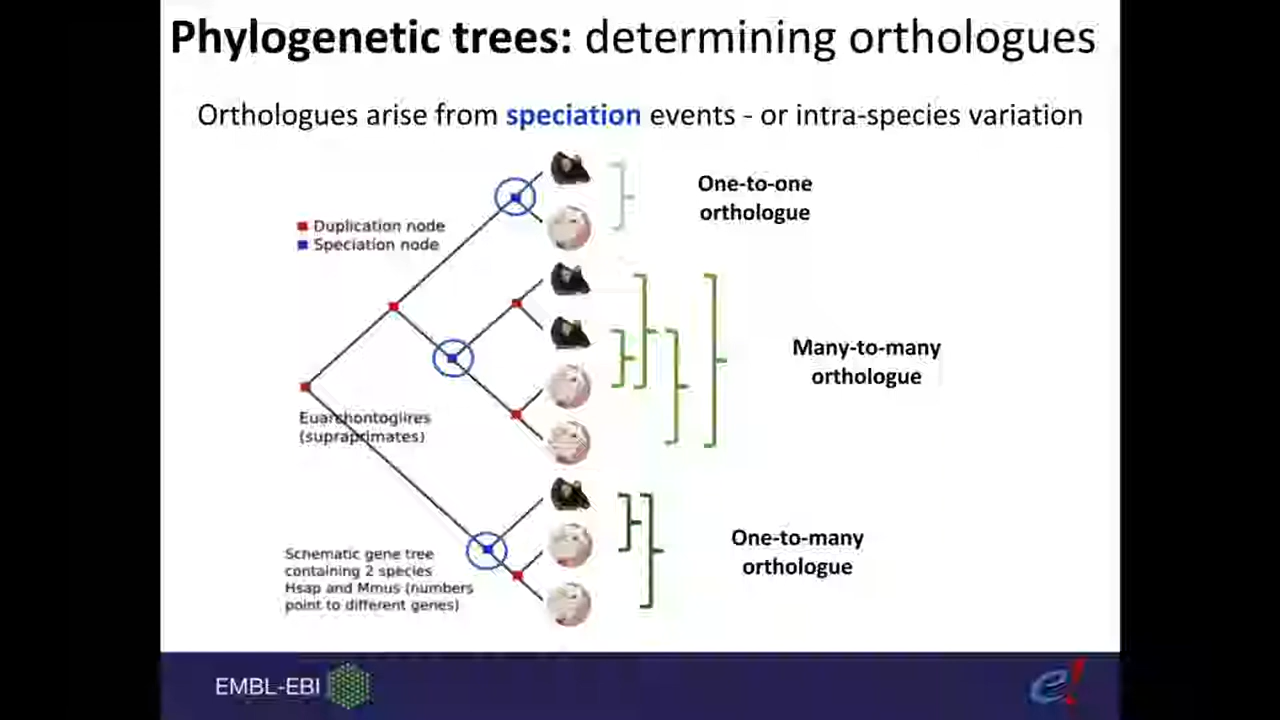 Phylogenetic trees: determining orthologues
Orthologues arise from speciation events - or intra-species variation
One-to-one
orthologue
Duplication node
Speciation node
Many-to-many
orthologue
Euarchontoglires
(supraprimates)
One-to-many
orthologue
Schematic gene tree
containing 2 species
Hsap and Mmus (numbers
point to different genes)
EMBL-EBI
e!